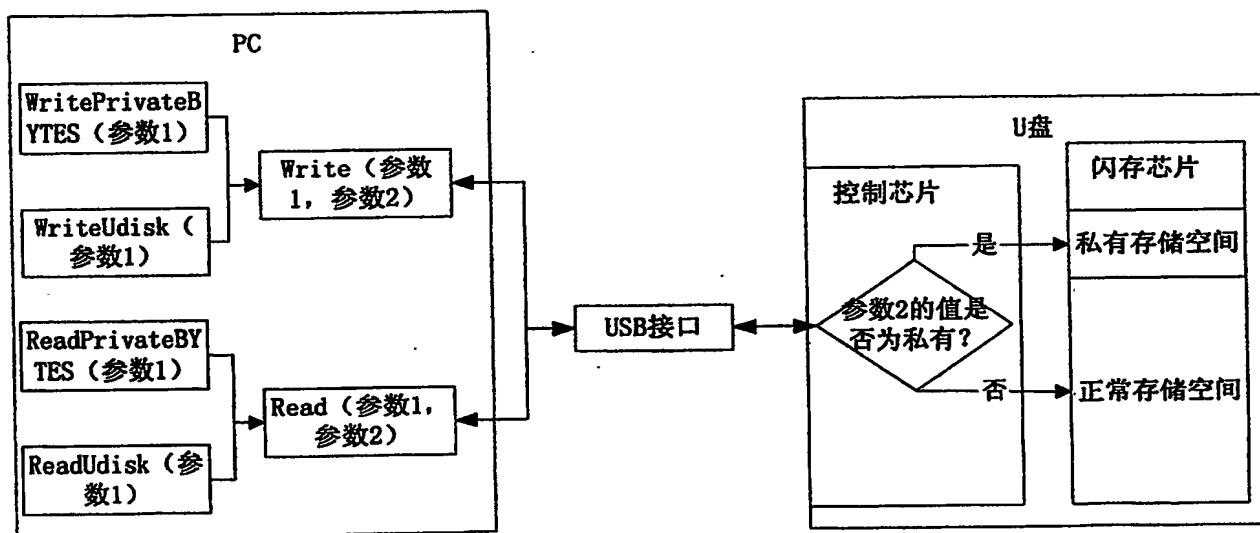 PC
WritePrivateB
YTES（参数1）
Write（参数
1，参数2）
WriteUdisk（
参数1）
ReadPrivateBY
TES（参数1）
Read（参数1，
参数2）
ReadUdisk（参
数1）
USB接口
U盘
控制芯片
闪存芯片
是
私有存储空间
参数2的值是
否为私有？
否
正常存储空间